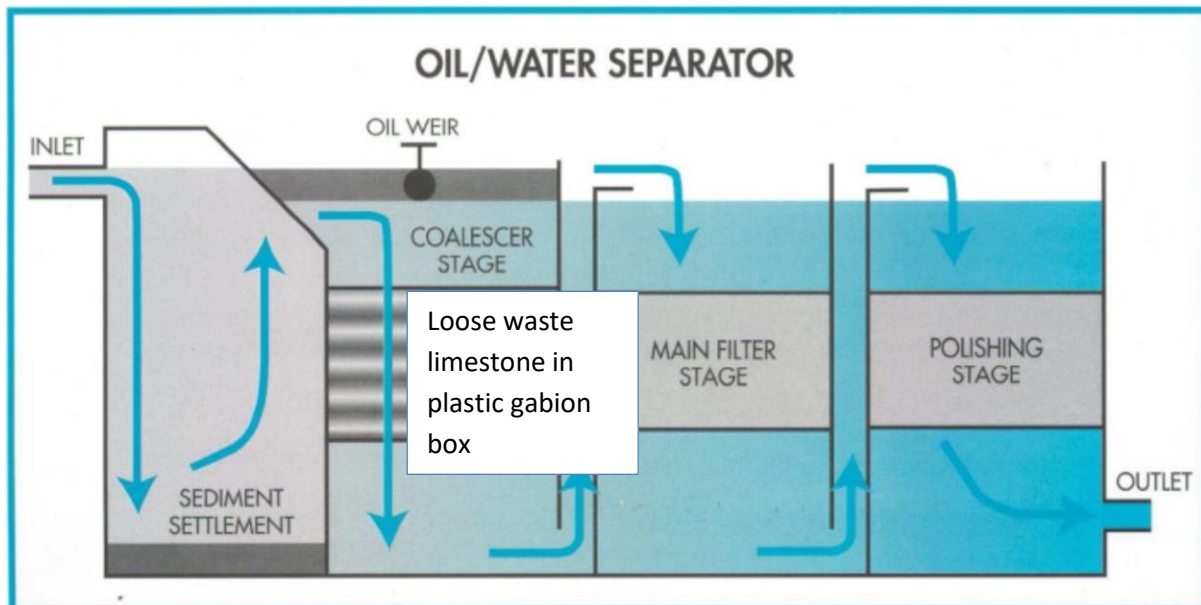 OIL/WATER SEPARATOR
INLET
OIL WEIR
COALESCER
STAGE
Loose waste
limestone in
plastic gabion
box
MAIN FILTER
STAGE
POLISHING
STAGE
SEDIMENT
SETTLEMENT
OUTLET